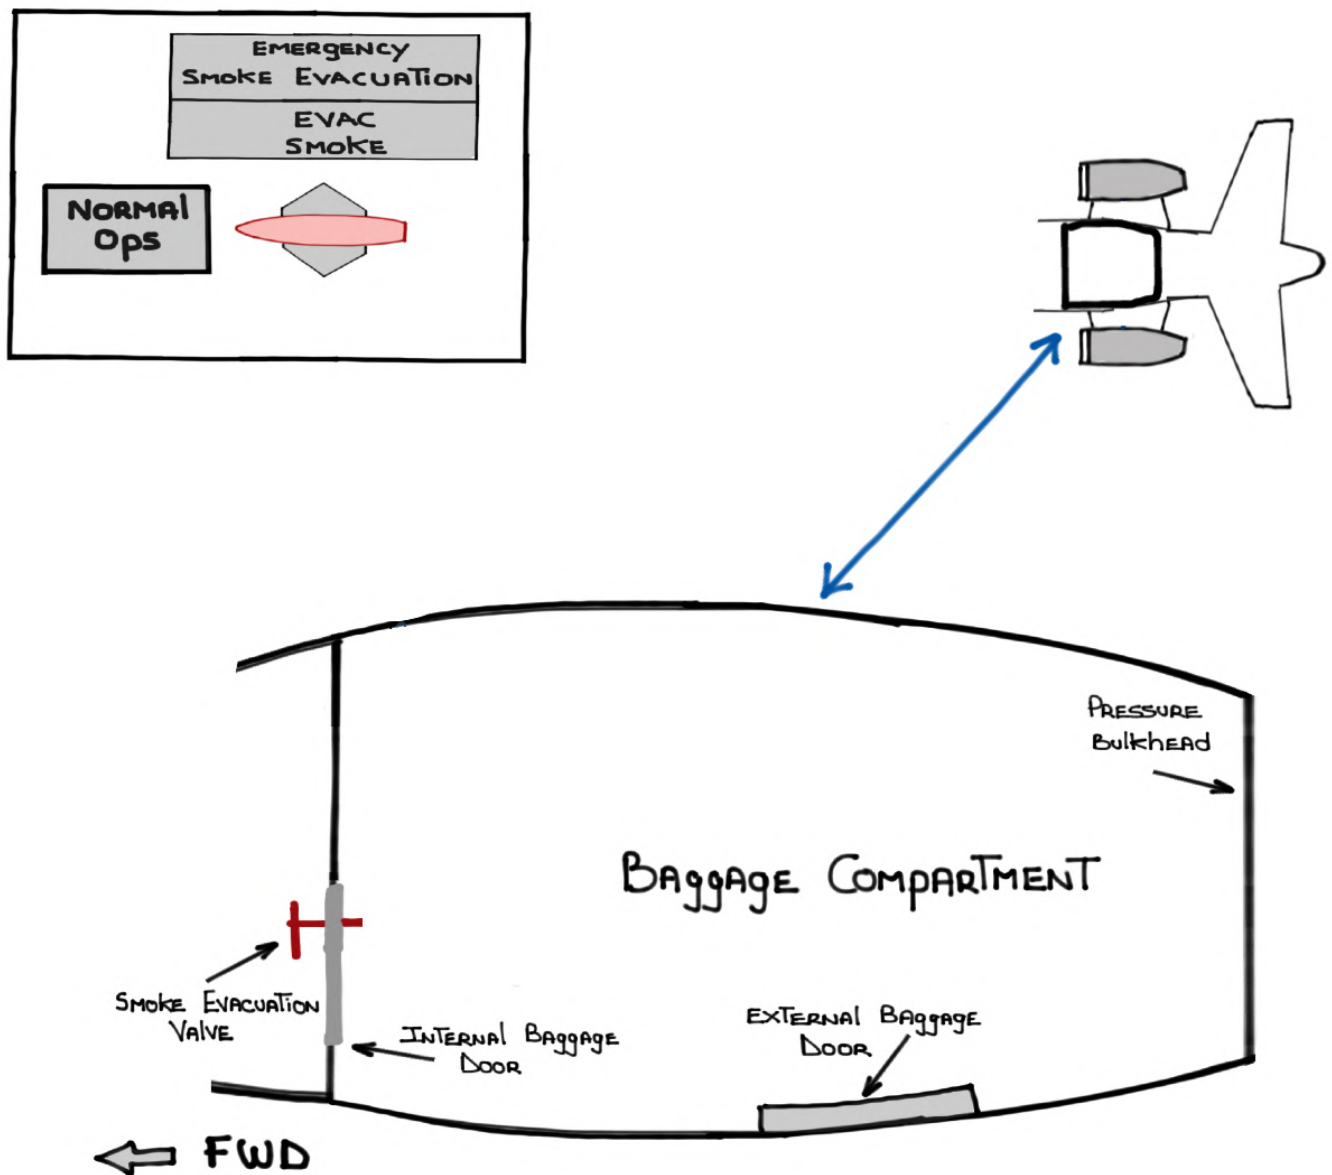 EMERgENCY
SMOKE EVACUATION
EVAC
SMOKE
NORMAl
Ops
PRESSURE
BulkhEAd
BAggAgE COMPARTMENT
SMOKE EVACUATION
VALVE
INTERNAl BAggAgE
DOOR
EXTERNAl BAggAgE
DOOR
FWD